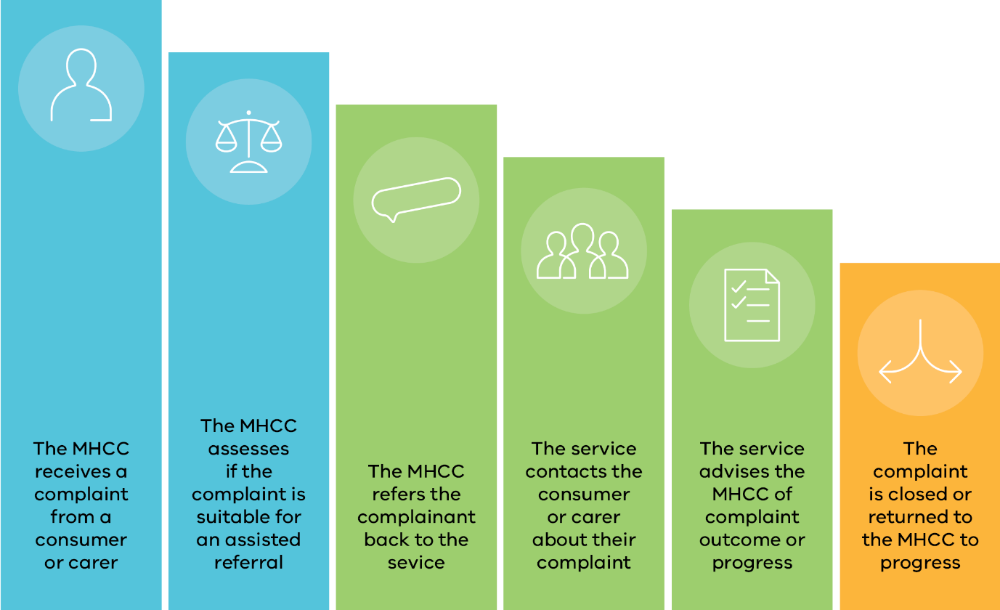 The MHCC
receives a
complaint
from a
consumer
or carer
The MHCC
assesses
if the
complaint is
suitable for
an assisted
referral
The MHCC
refers the
complainant
back to the
sevice
The service
contacts the
consumer
or carer
about their
complaint
The service
advises the
MHCC of
complaint
outcome or
progress
The
complaint
is closed or
returned to
the MHCC to
progress